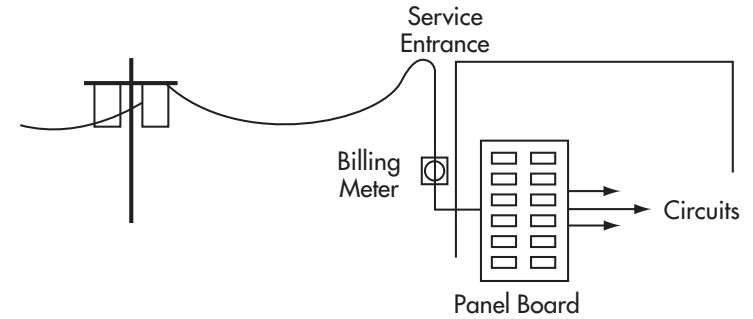 Service
Entrance
Billing
Meter
Circuits
Panel Board